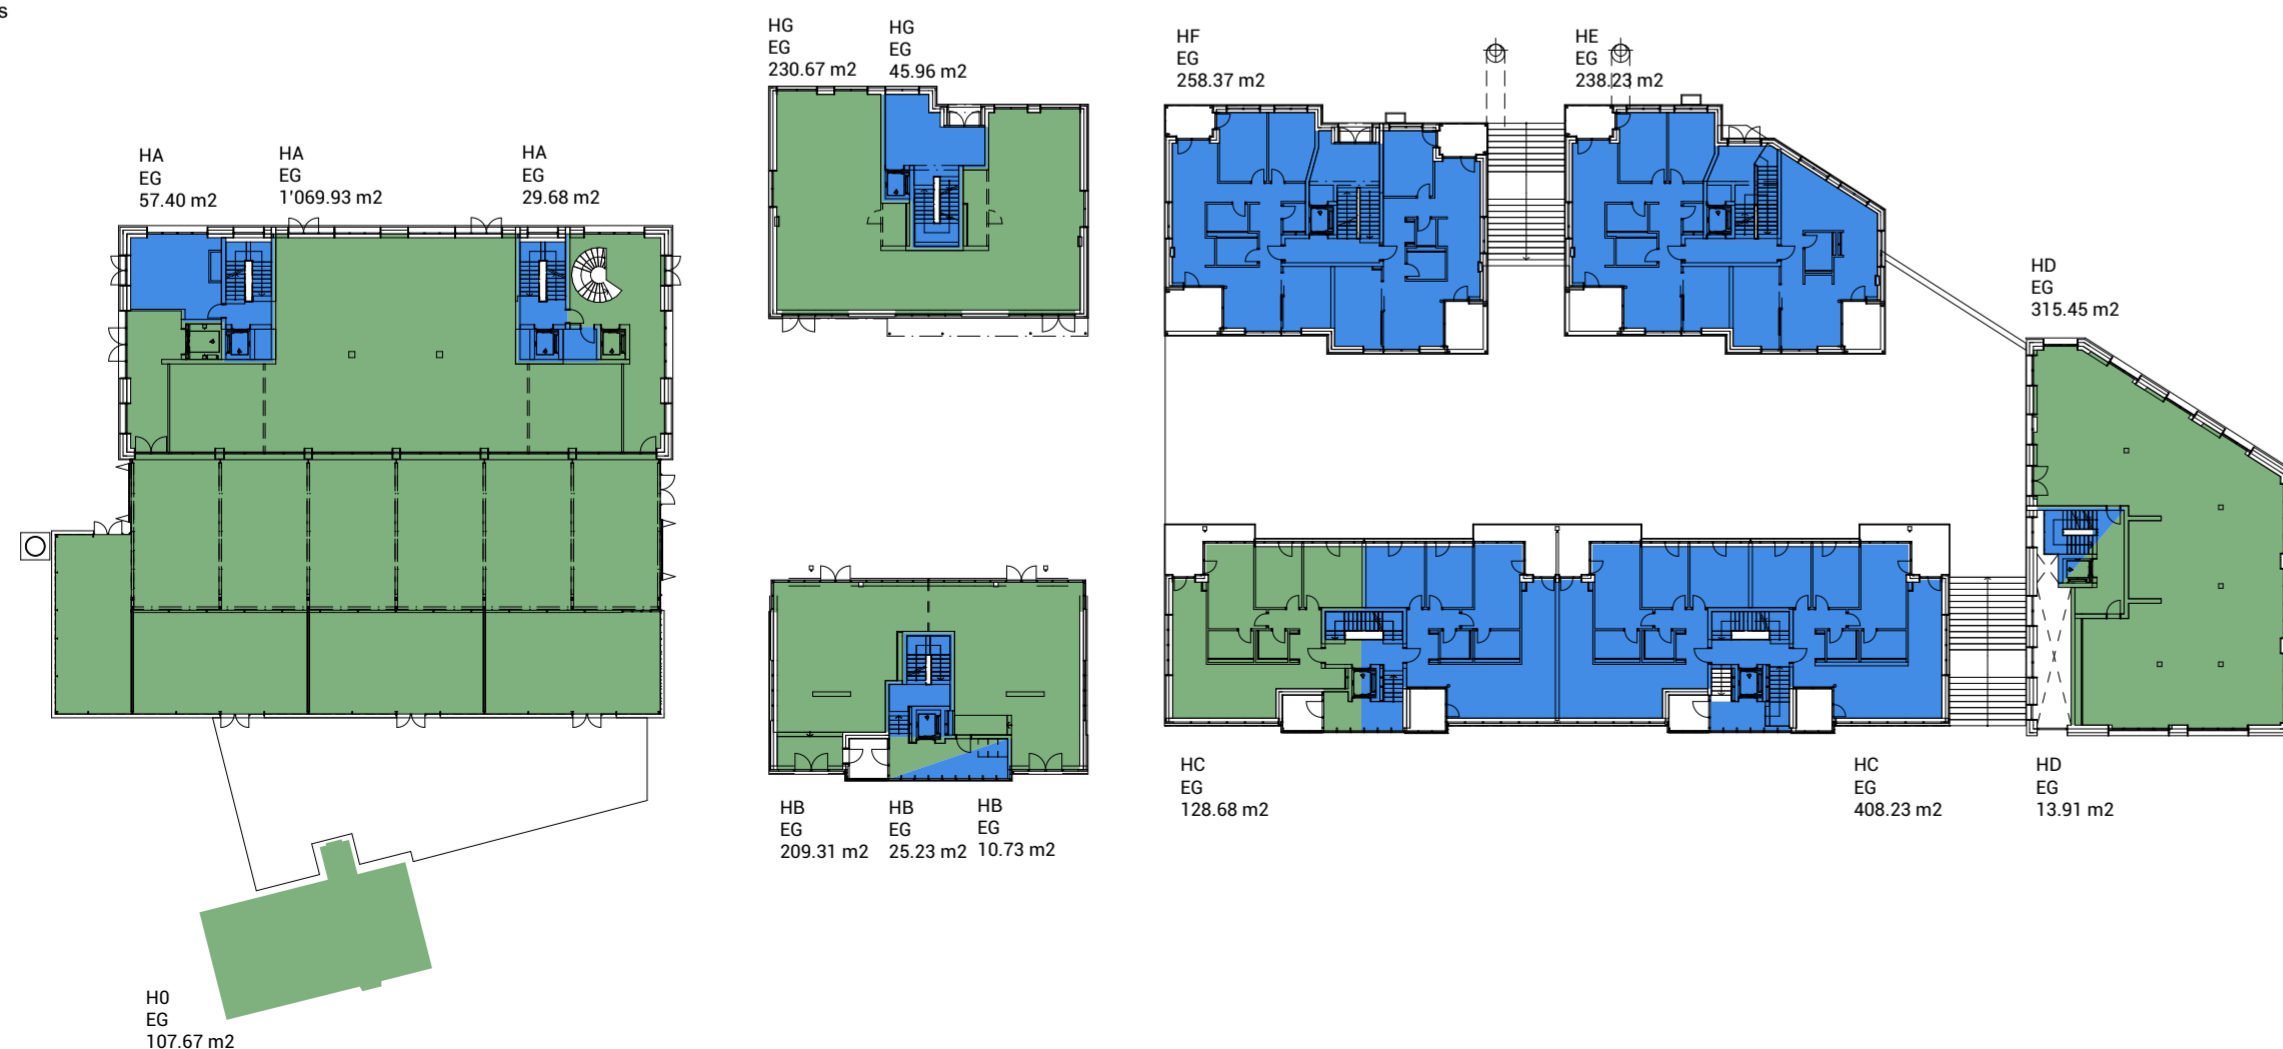 s
HG
EG
230.67 m2
HG
EG
45.96 m2
HF
EG
258.37 m2
HE
EG
238.23 m2
HA
EG
57.40 m2
HA
EG
1'069.93 m2
HA
EG
29.68 m2
HD
EG
315.45 m2
HC
EG
128.68 m2
HC
EG
408.23 m2
HD
EG
13.91 m2
HB
EG
209.31 m2
HB
EG
25.23 m2
HB
EG
10.73 m2
H0
EG
107.67 m2